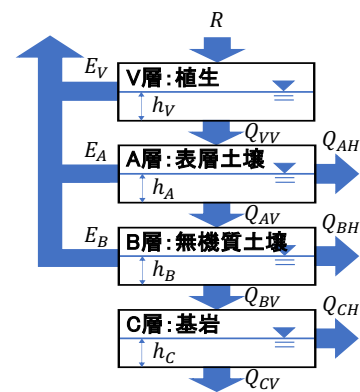 R
E_V
V層:植生
h_V
Q_VV
Q_AH
E_A
A層:表層土壌
h_A
Q_AV
Q_BH
E_B
B層:無機質土壌
h_B
Q_BV
Q_CH
C層:基岩
h_C
Q_CV